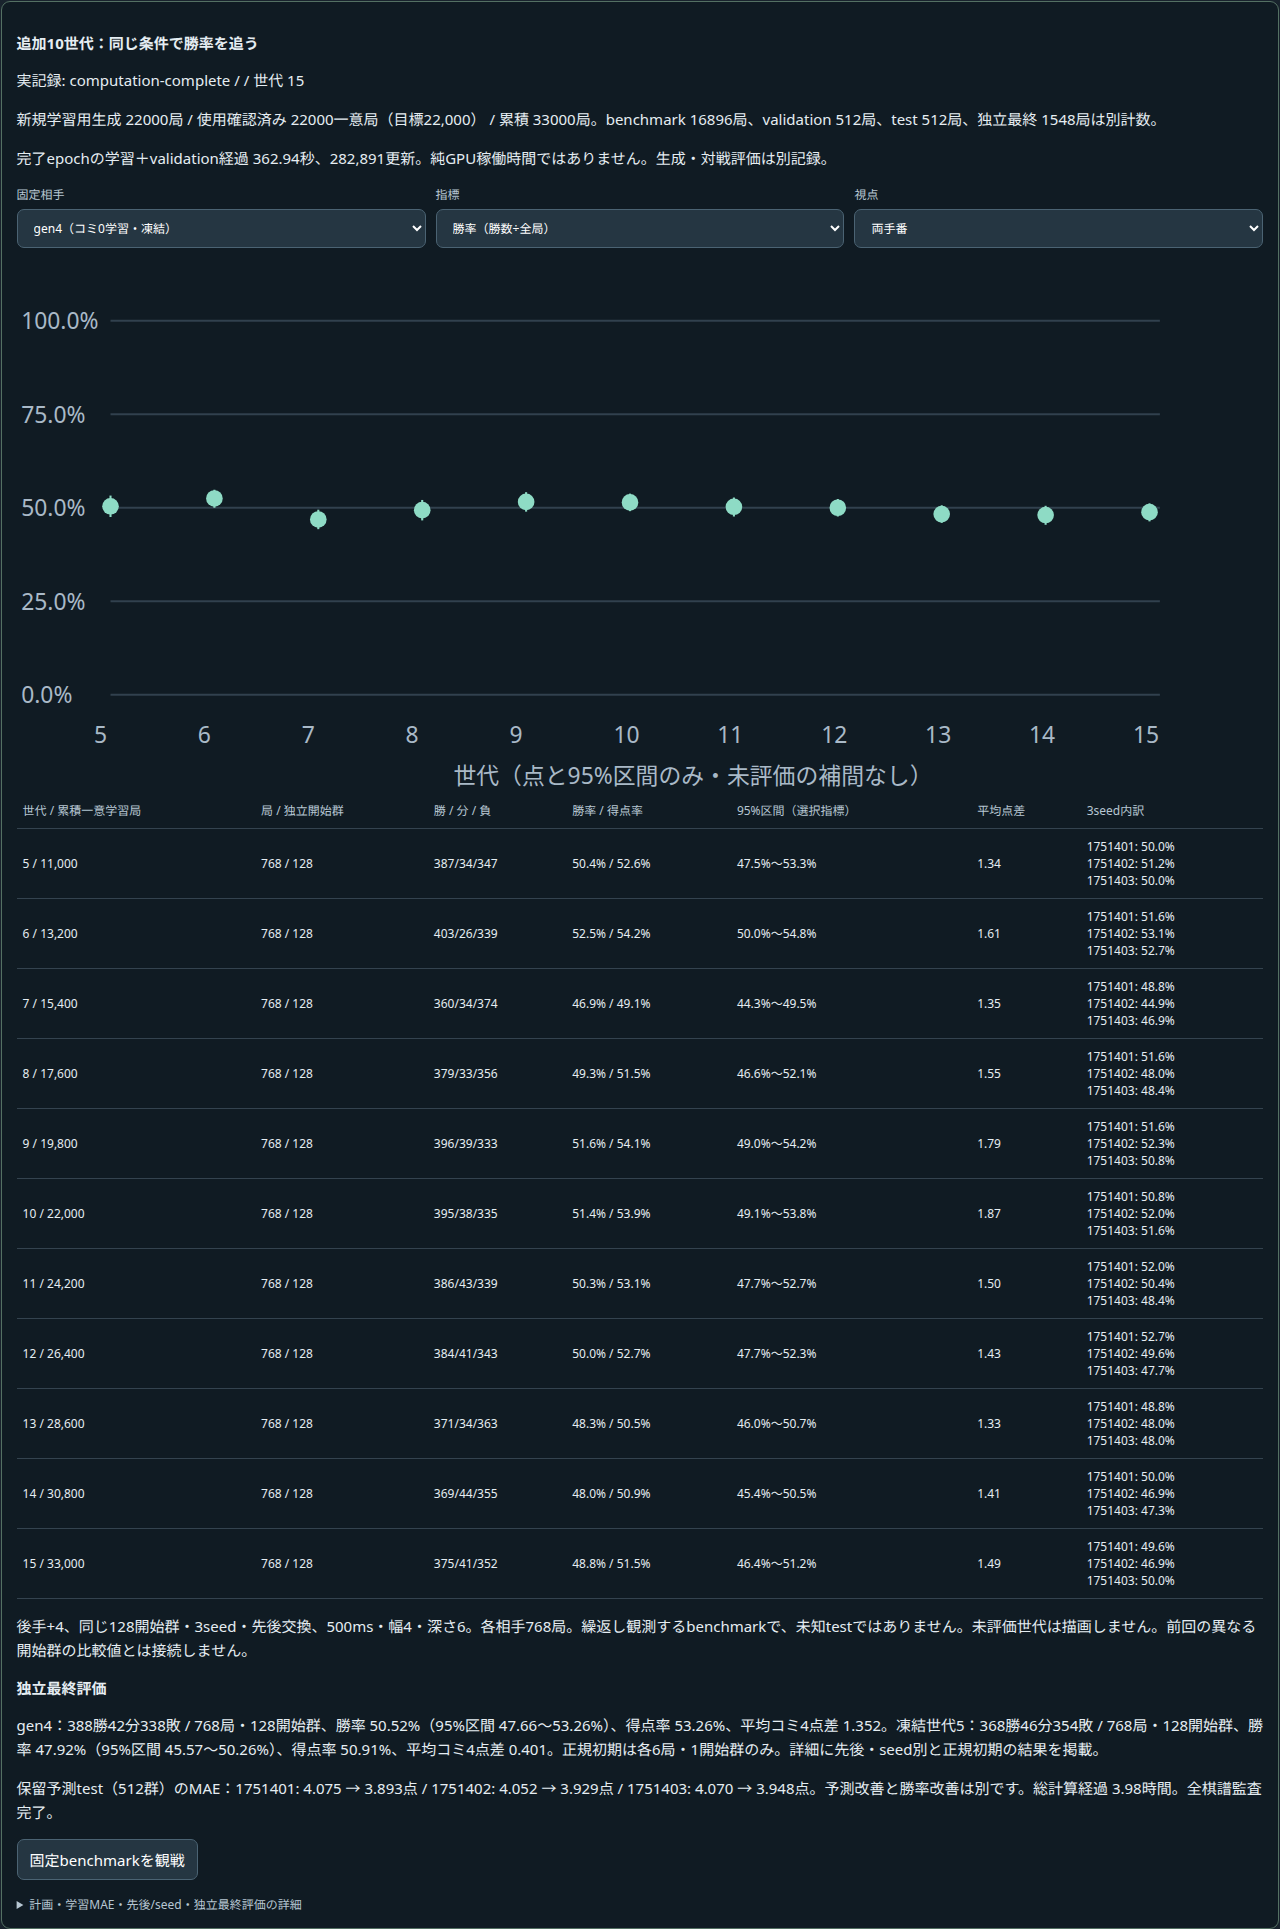 追加10世代：同じ条件で勝率を追う
実記録: computation-complete / / 世代 15
新規学習用生成 22000局 / 使用確認済み 22000一意局（目標22,000） / 累積 33000局。benchmark 16896局、validation 512局、test 512局、独立最終 1548局は別計数。
完了epochの学習＋validation経過 362.94秒、282,891更新。純GPU稼働時間ではありません。生成・対戦評価は別記録。
固定相手 指標 視点
gen4（コミ0学習・凍結） 勝率（勝数÷全局） 両手番
100.0%
75.0%
50.0%
25.0%
0.0%
5 6 7 8 9 10 11 12 13 14 15
世代（点と95%区間のみ・未評価の補間なし）
世代 / 累積一意学習局 局 / 独立開始群 勝 / 分 / 負 勝率 / 得点率 95%区間（選択指標） 平均点差 3seed内訳
1751401: 50.0%
5 / 11,000 768 / 128 387/34/347 50.4% / 52.6% 47.5%〜53.3% 1.34 1751402: 51.2%
1751403: 50.0%
1751401: 51.6%
6 / 13,200 768 / 128 403/26/339 52.5% / 54.2% 50.0%〜54.8% 1.61 1751402: 53.1%
1751403: 52.7%
1751401: 48.8%
7 / 15,400 768 / 128 360/34/374 46.9% / 49.1% 44.3%〜49.5% 1.35 1751402: 44.9%
1751403: 46.9%
1751401: 51.6%
8 / 17,600 768 / 128 379/33/356 49.3% / 51.5% 46.6%〜52.1% 1.55 1751402: 48.0%
1751403: 48.4%
1751401: 51.6%
9 / 19,800 768 / 128 396/39/333 51.6% / 54.1% 49.0%〜54.2% 1.79 1751402: 52.3%
1751403: 50.8%
1751401: 50.8%
10 / 22,000 768 / 128 395/38/335 51.4% / 53.9% 49.1%〜53.8% 1.87 1751402: 52.0%
1751403: 51.6%
1751401: 52.0%
11 / 24,200 768 / 128 386/43/339 50.3% / 53.1% 47.7%〜52.7% 1.50 1751402: 50.4%
1751403: 48.4%
1751401: 52.7%
12 / 26,400 768 / 128 384/41/343 50.0% / 52.7% 47.7%〜52.3% 1.43 1751402: 49.6%
1751403: 47.7%
1751401: 48.8%
13 / 28,600 768 / 128 371/34/363 48.3% / 50.5% 46.0%〜50.7% 1.33 1751402: 48.0%
1751403: 48.0%
1751401: 50.0%
14 / 30,800 768 / 128 369/44/355 48.0% / 50.9% 45.4%〜50.5% 1.41 1751402: 46.9%
1751403: 47.3%
1751401: 49.6%
15 / 33,000 768 / 128 375/41/352 48.8% / 51.5% 46.4%〜51.2% 1.49 1751402: 46.9%
1751403: 50.0%
後手+4、同じ128開始群・3seed・先後交換、500ms・幅4・深さ6。各相手768局。繰返し観測するbenchmarkで、未知testではありません。未評価世代は描画しません。前回の異なる
開始群の比較値とは接続しません。
独立最終評価
gen4：388勝42分338敗 / 768局・128開始群、勝率 50.52%（95%区間 47.66〜53.26%）、得点率 53.26%、平均コミ4点差 1.352。凍結世代5：368勝46分354敗 / 768局・128開始群、勝
率 47.92%（95%区間 45.57〜50.26%）、得点率 50.91%、平均コミ4点差 0.401。正規初期は各6局・1開始群のみ。詳細に先後・seed別と正規初期の結果を掲載。
保留予測test（512群）のMAE：1751401: 4.075 → 3.893点 / 1751402: 4.052 → 3.929点 / 1751403: 4.070 → 3.948点。予測改善と勝率改善は別です。総計算経過 3.98時間。全棋譜監査
完了。
固定benchmarkを観戦
▶ 計画・学習MAE・先後/seed・独立最終評価の詳細